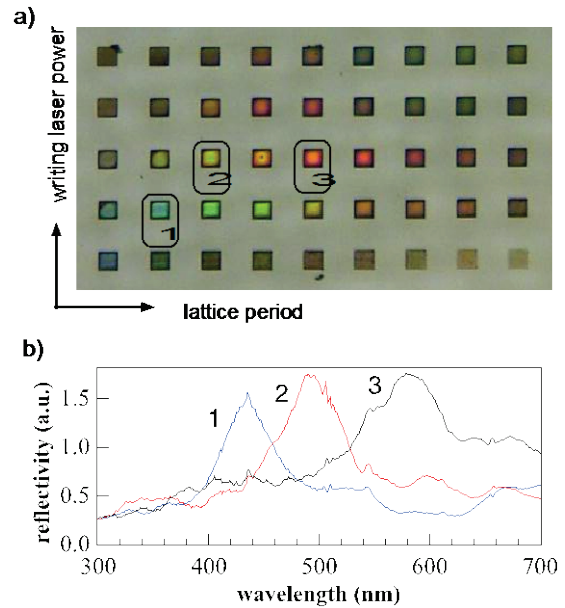 a)
writing laser power
2
3
1
lattice period
b)
reflectivity (a.u.)
1.5
1.0
0.5
0.0
1
2
3
300
400
500
600
700
wavelength (nm)